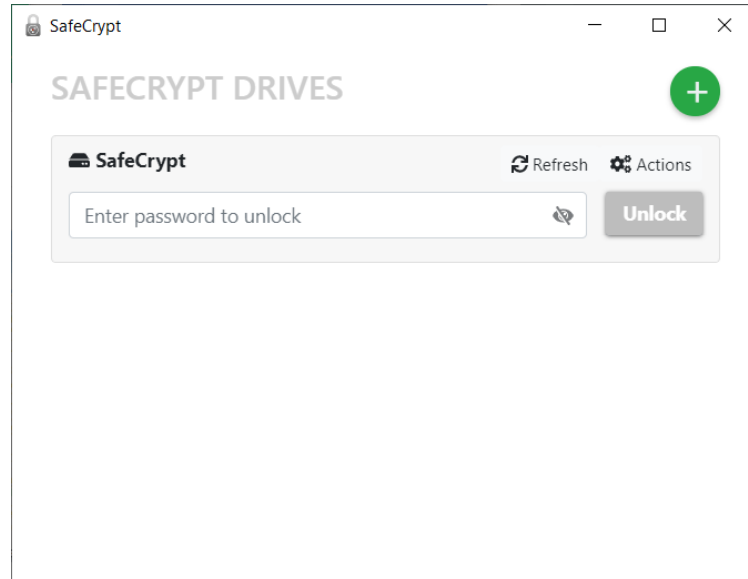 SafeCrypt
SAFECRYPT DRIVES
+
SafeCrypt Refresh Actions
Enter password to unlock Unlock